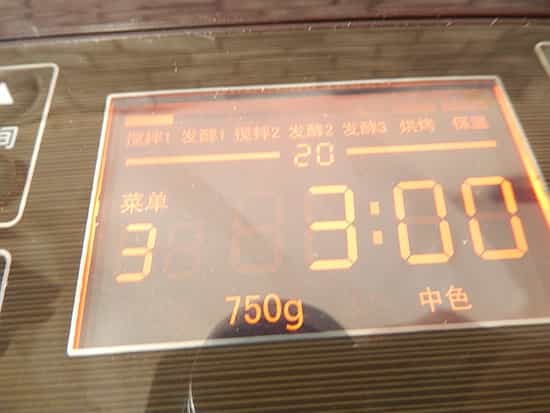 搅拌1 发酵1 搅拌2 发酵2 发酵3 烘烤 保温
20
间
菜单
3 3:00
750g 中色